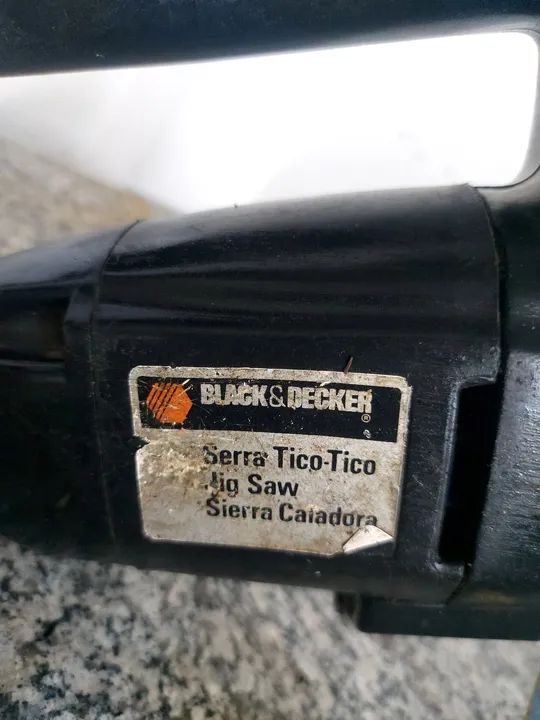 BLACK & DECKER®
Serra Tico-Tico
Jig Saw
Sierra Caladora